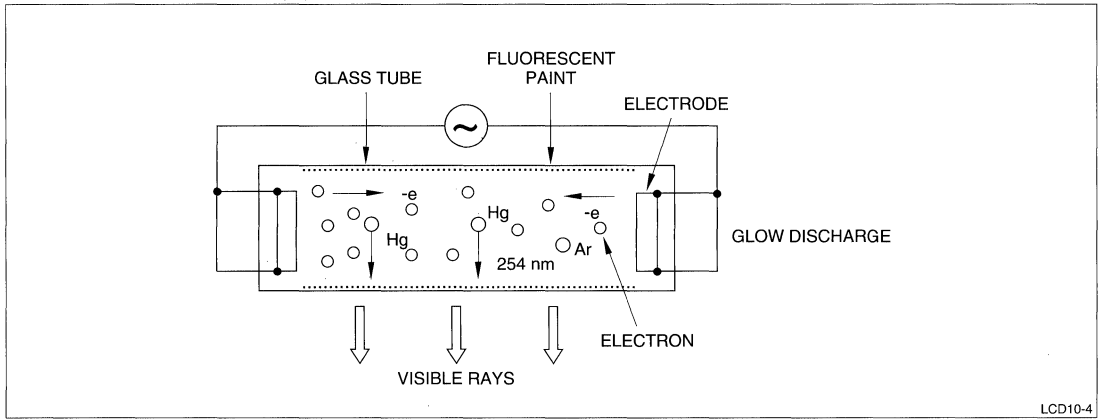 FLUORESCENT
PAINT
GLASS TUBE
ELECTRODE
~
-e
Hg
-e
Hg
Ar
254 nm
GLOW DISCHARGE
ELECTRON
VISIBLE RAYS
LCD10-4